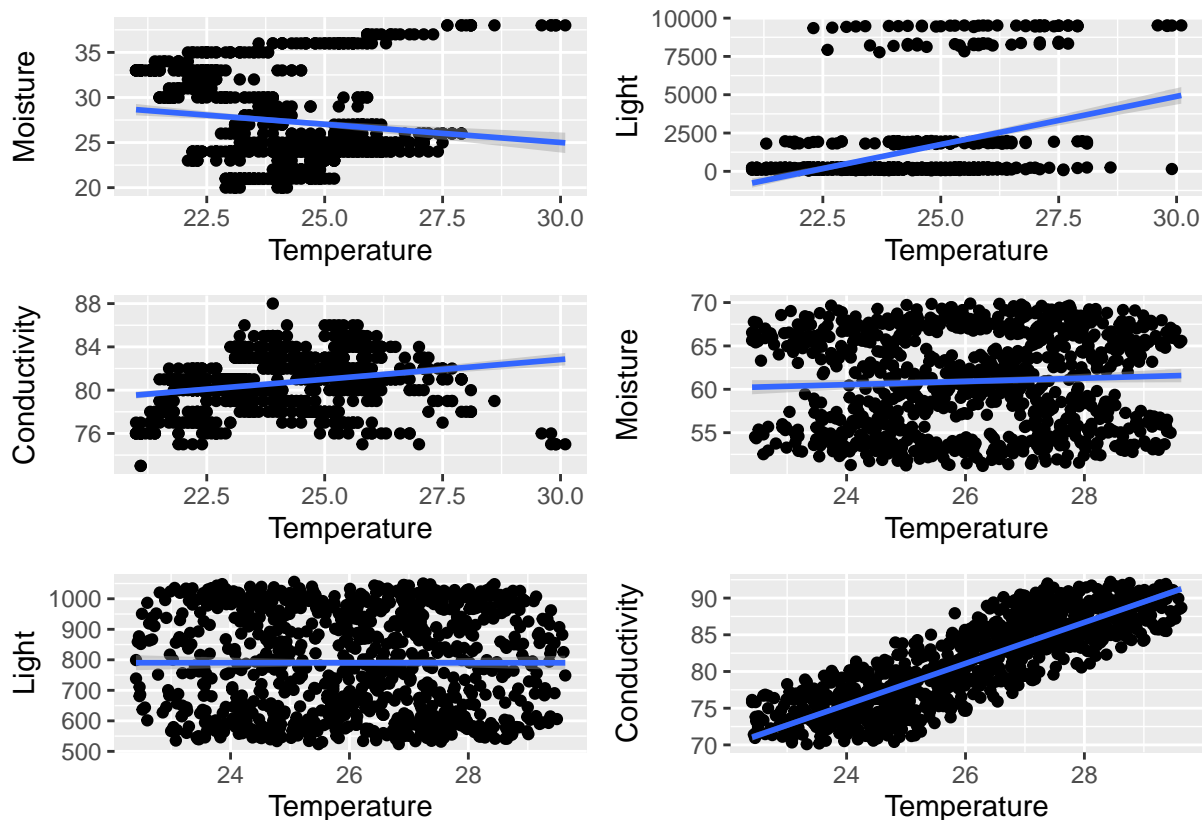 Moisture
35
30
25
20
22.5 25.0 27.5 30.0
Temperature
Light
10000
7500
5000
2500
0
22.5 25.0 27.5 30.0
Temperature
Conductivity
88
84
80
76
22.5 25.0 27.5 30.0
Temperature
Moisture
70
65
60
55
24 26 28
Temperature
Light
1000
900
800
700
600
500
24 26 28
Temperature
Conductivity
90
85
80
75
70
24 26 28
Temperature